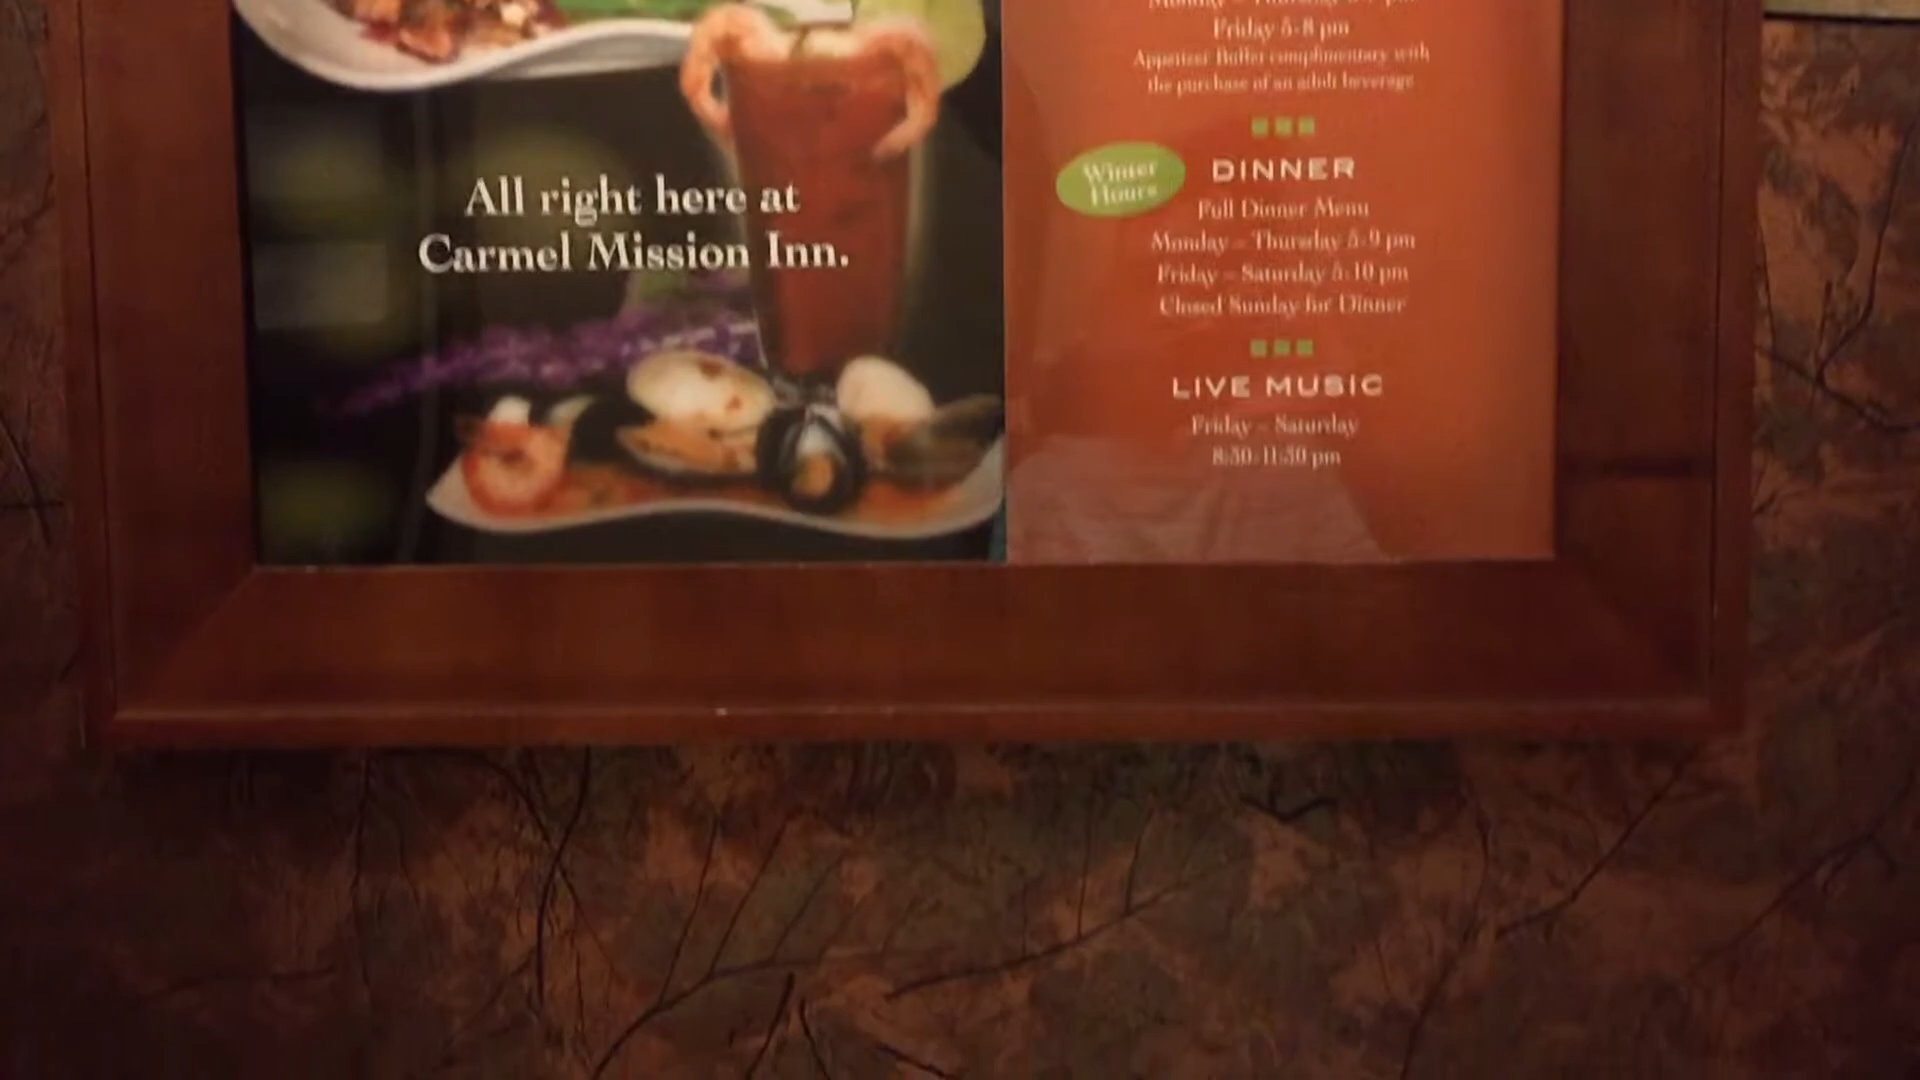 All right here at
Carmel Mission Inn.
Friday 5-8 pm
Appetizer Buffet complimentary with
the purchase of an adult beverage
Winter
Hours
DINNER
Full Dinner Menu
Monday – Thursday 5-9 pm
Friday – Saturday 5-10 pm
Closed Sunday for Dinner
LIVE MUSIC
Friday – Saturday
8:30-11:30 pm